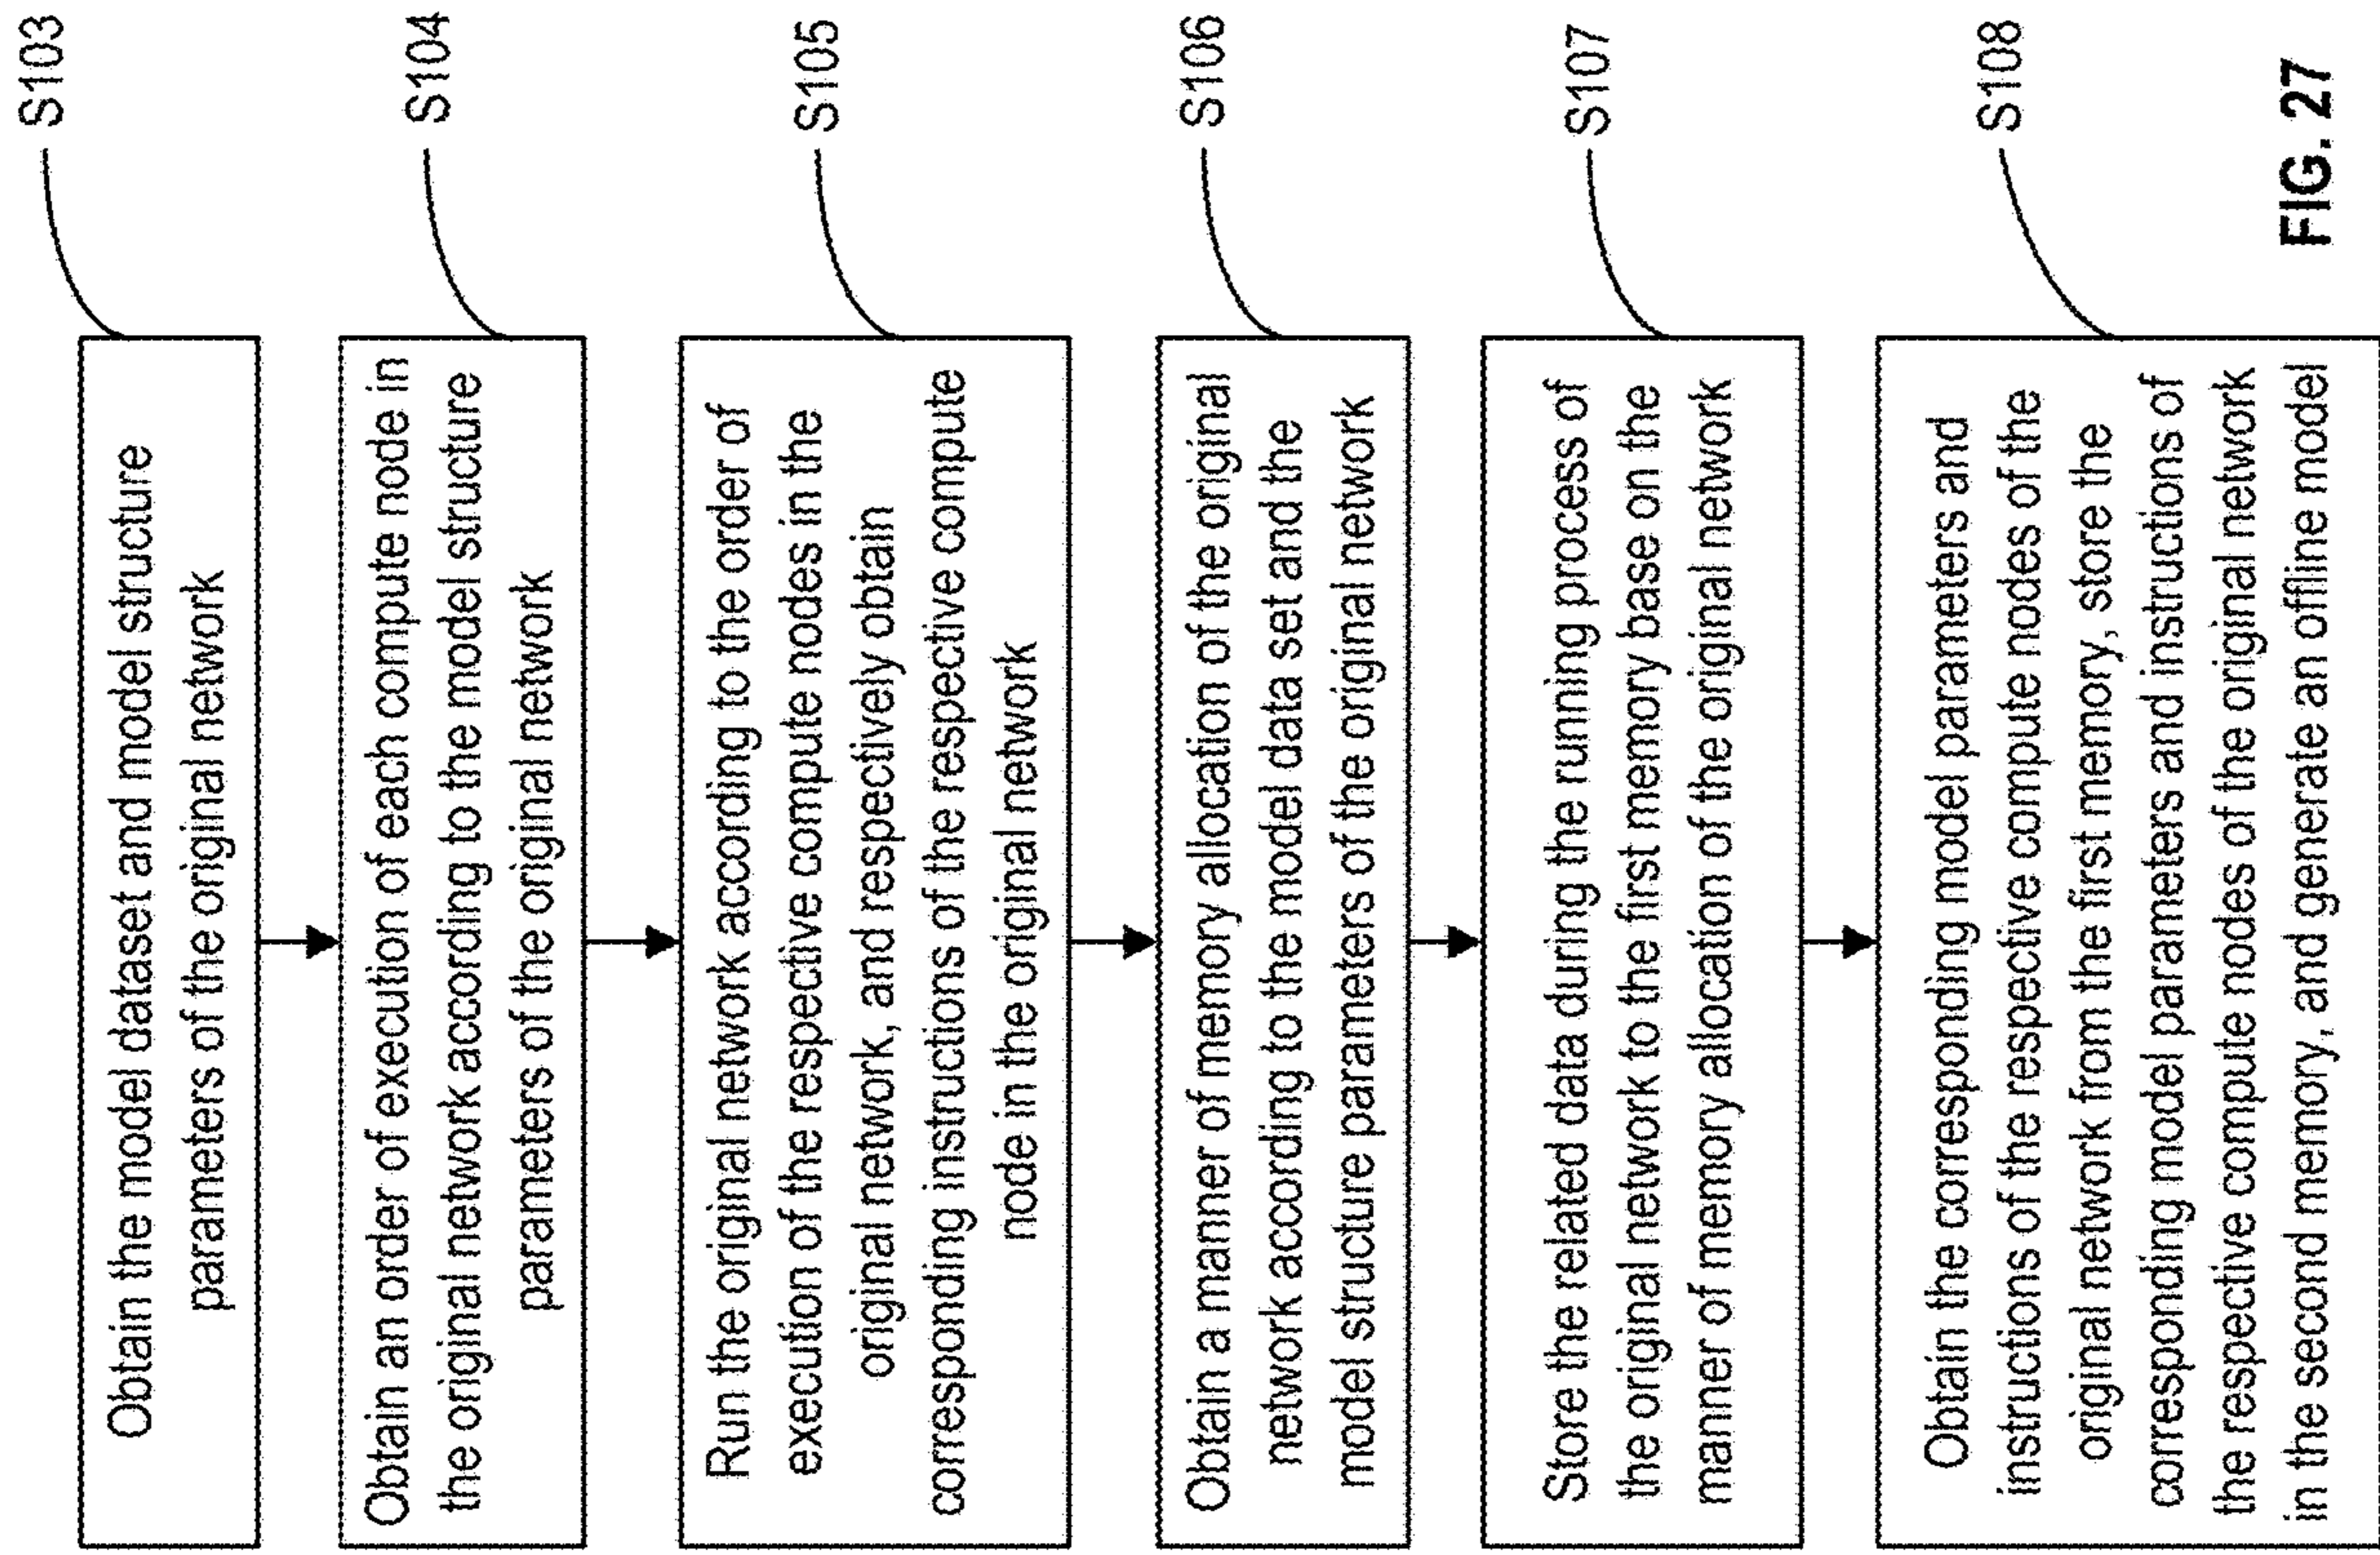 S103
Obtain the model dataset and model structure
parameters of the original network
S104
Obtain an order of execution of each compute node in
the original network according to the model structure
parameters of the original network
S105
Run the original network according to the order of
execution of the respective compute nodes in the
original network, and respectively obtain
corresponding instructions of the respective compute
node in the original network
S106
Obtain a manner of memory allocation of the original
network according to the model data set and the
model structure parameters of the original network
S107
Store the related data during the running process of
the original network to the first memory base on the
manner of memory allocation of the original network
S108
Obtain the corresponding model parameters and
instructions of the respective compute nodes of the
original network from the first memory, store the
corresponding model parameters and instructions of
the respective compute nodes of the original network
in the second memory, and generate an offline model
FIG. 27